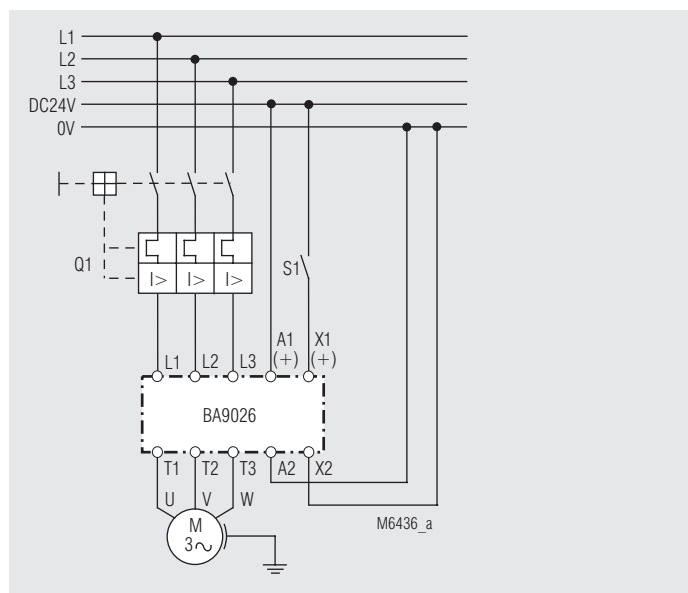 L1
L2
L3
DC24V
0V
Q1
I> I> I>
S1
A1 X1
L1 L2 L3 (+) (+)
BA9026
T1 T2 T3 A2 X2
U V W
M
3~
M6436_a